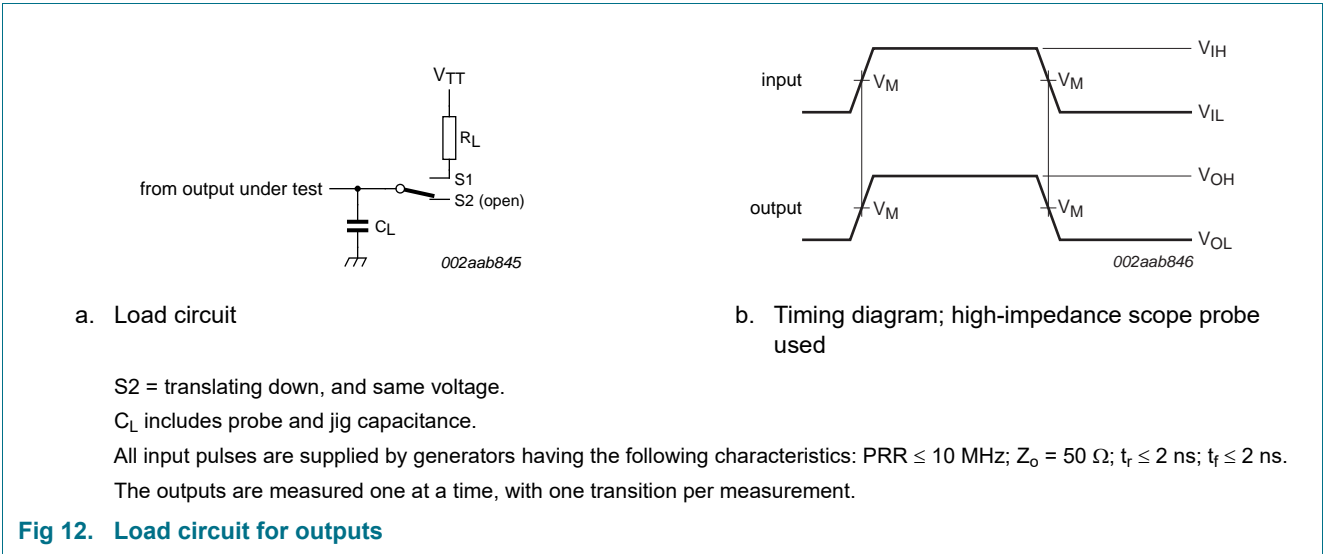 VTT
RL
S1
from output under test
S2 (open)
CL
002aab845
input
VM
VM
VIH
VIL
output
VM
VM
VOH
VOL
002aab846
a. Load circuit
b. Timing diagram; high-impedance scope probe
used
S2 = translating down, and same voltage.
CL includes probe and jig capacitance.
All input pulses are supplied by generators having the following characteristics: PRR ≤ 10 MHz; Zo = 50 Ω; tr ≤ 2 ns; tf ≤ 2 ns.
The outputs are measured one at a time, with one transition per measurement.
Fig 12. Load circuit for outputs